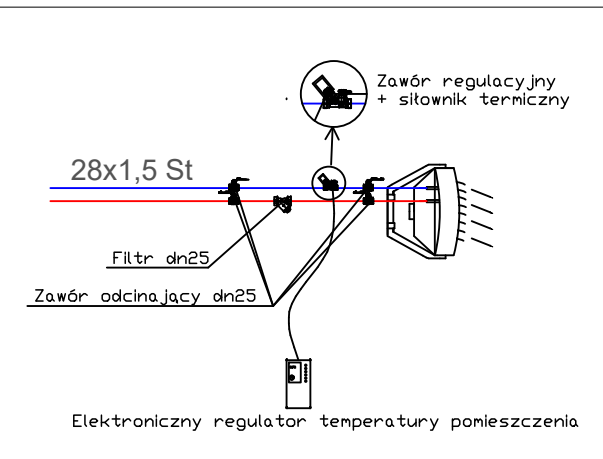 Zawór regulacyjny
+ siłownik termiczny
28x1,5 St
Filtr dn25
Zawór odcinający dn25
Elektroniczny regulator temperatury pomieszczenia